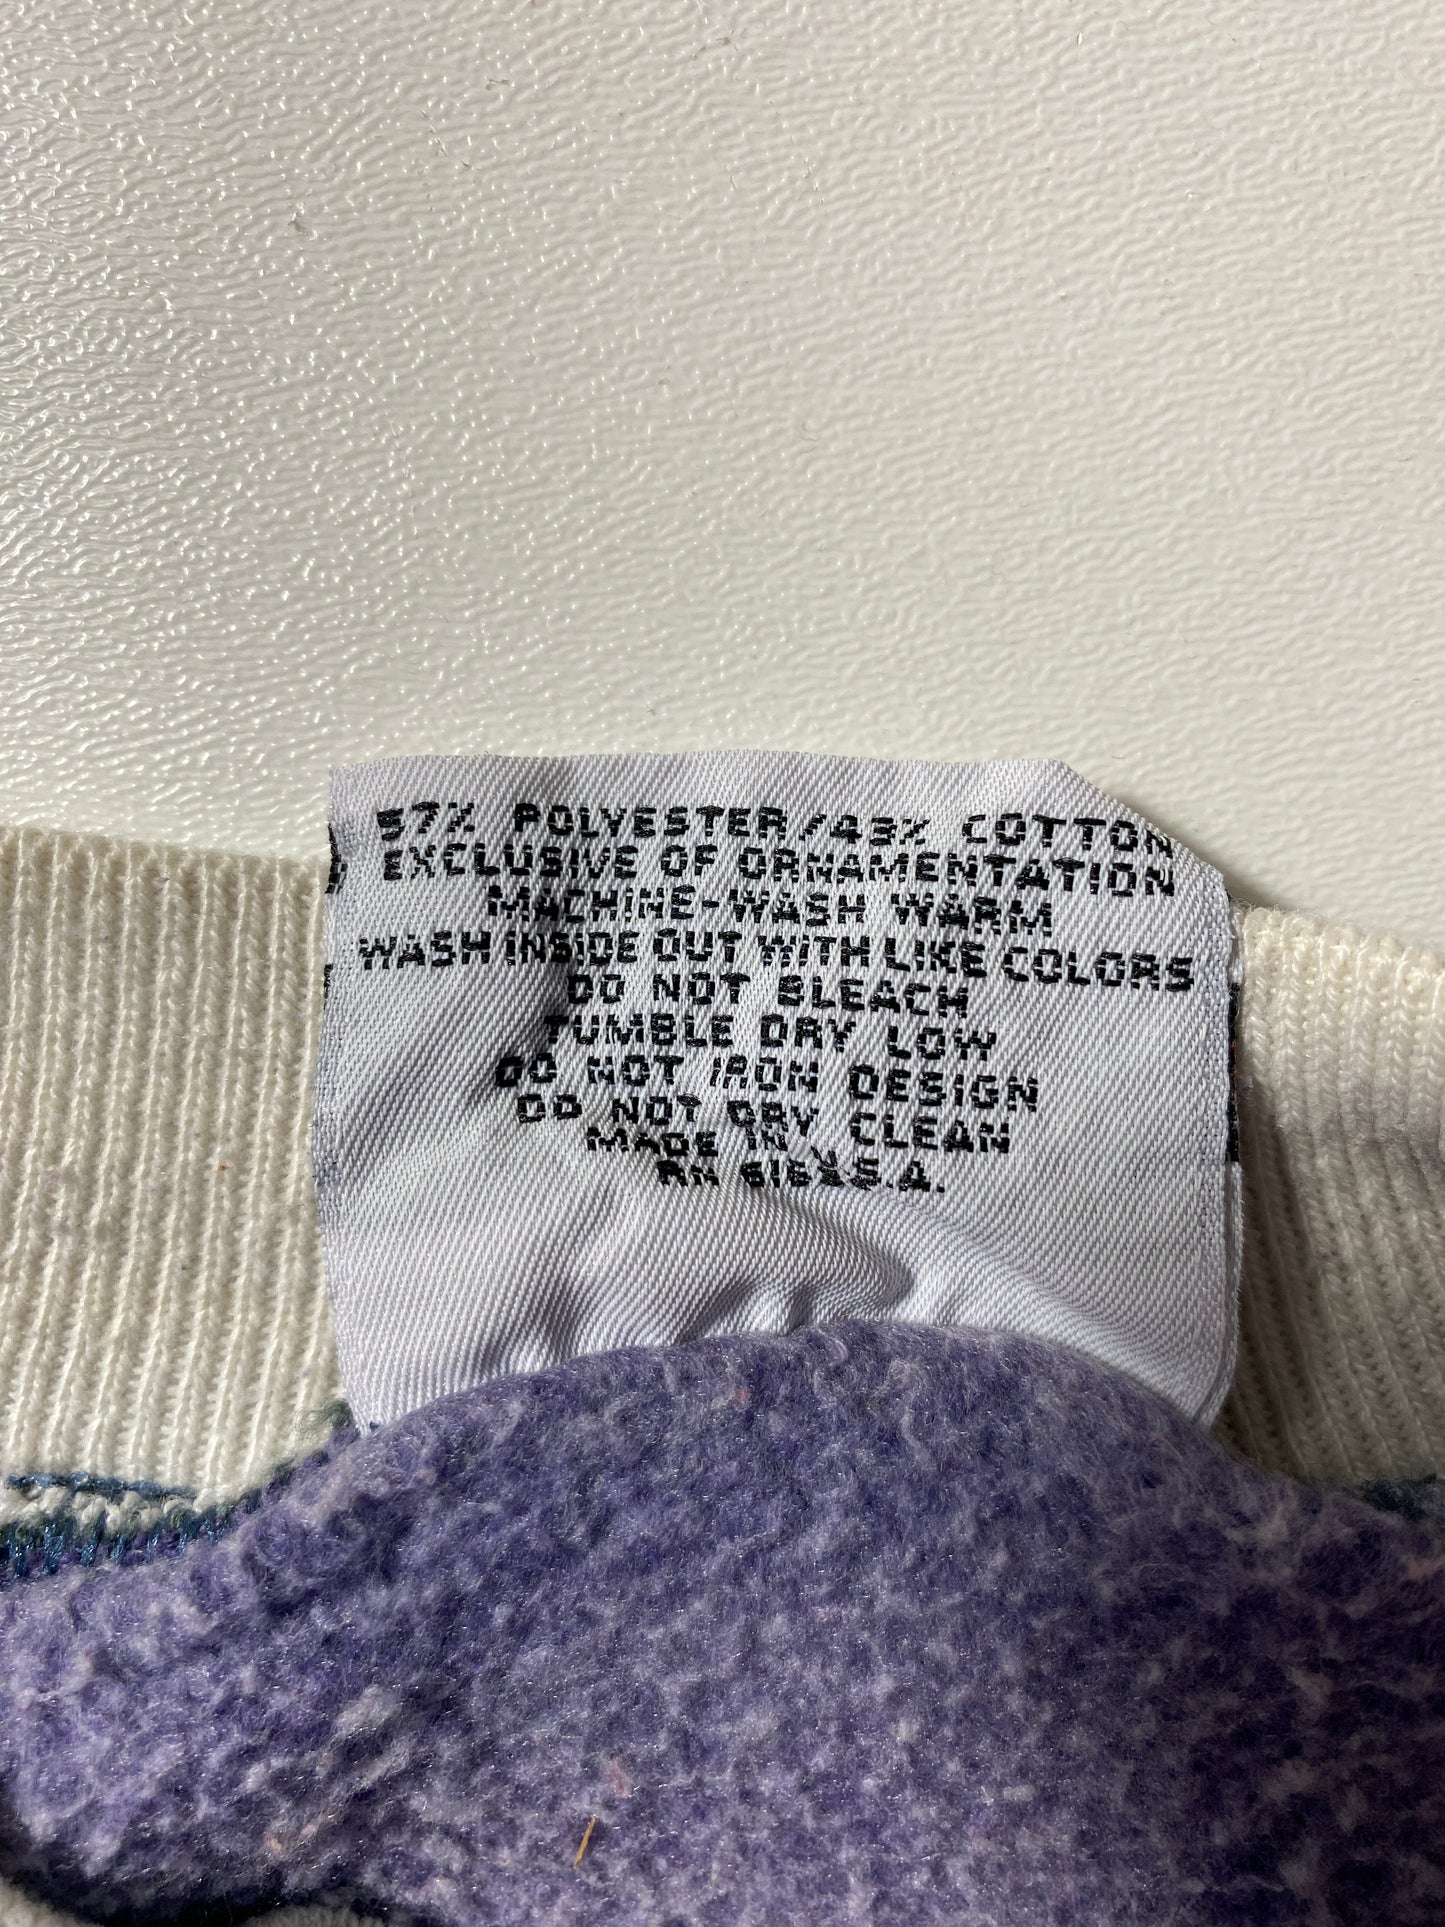 57% POLYESTER/43% COTTON
EXCLUSIVE OF ORNAMENTATION
MACHINE-WASH WARM
WASH INSIDE OUT WITH LIKE COLORS
DO NOT BLEACH
TUMBLE DRY LOW
DO NOT IRON DESIGN
DO NOT DRY CLEAN
MADE IN U.S.A.
RN